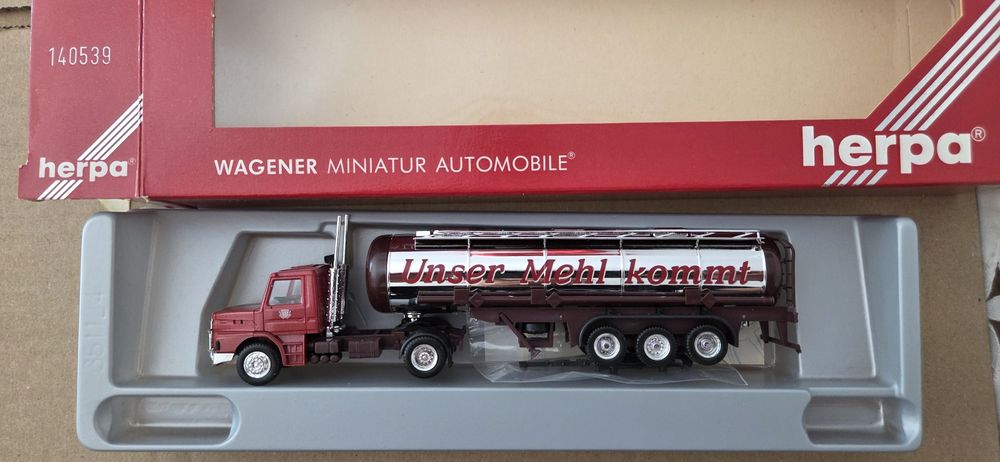 140539
herpa®
WAGENER MINIATUR AUTOMOBILE®
herpa®
Unser Mehl kommt